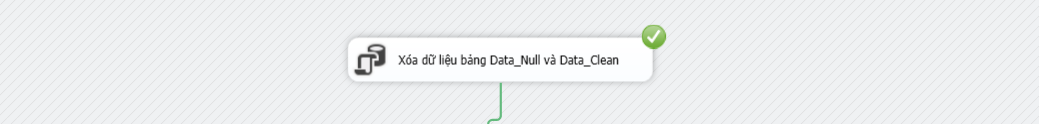 Xóa dữ liệu bảng Data_Null và Data_Clean